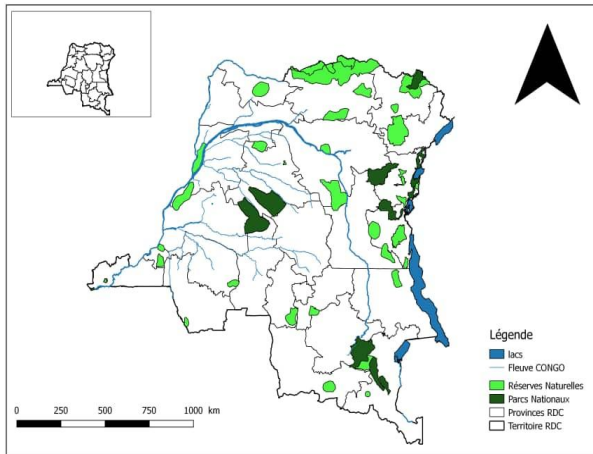 Légende
lacs
Fleuve CONGO
Réserves Naturelles
Parcs Nationaux
Provinces RDC
Territoire RDC
0 250 500 750 1000 km